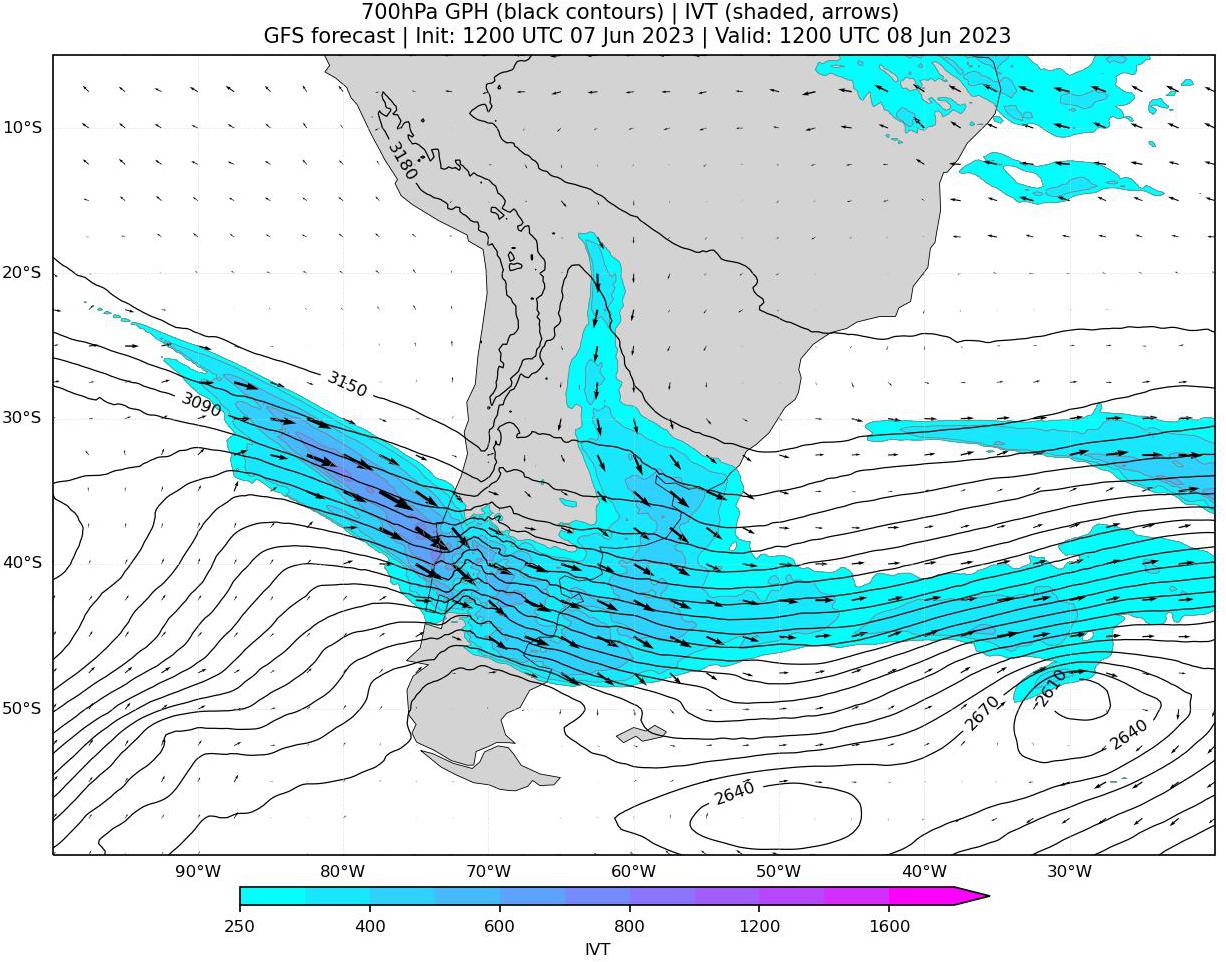 700hPa GPH (black contours) | IVT (shaded, arrows)
GFS forecast | Init: 1200 UTC 07 Jun 2023 | Valid: 1200 UTC 08 Jun 2023
10°S
3180
20°S
3150
3090
30°S
40°S
50°S
2610
2670
2640
2640
90°W 80°W 70°W 60°W 50°W 40°W 30°W
250 400 600 800 1200 1600
IVT